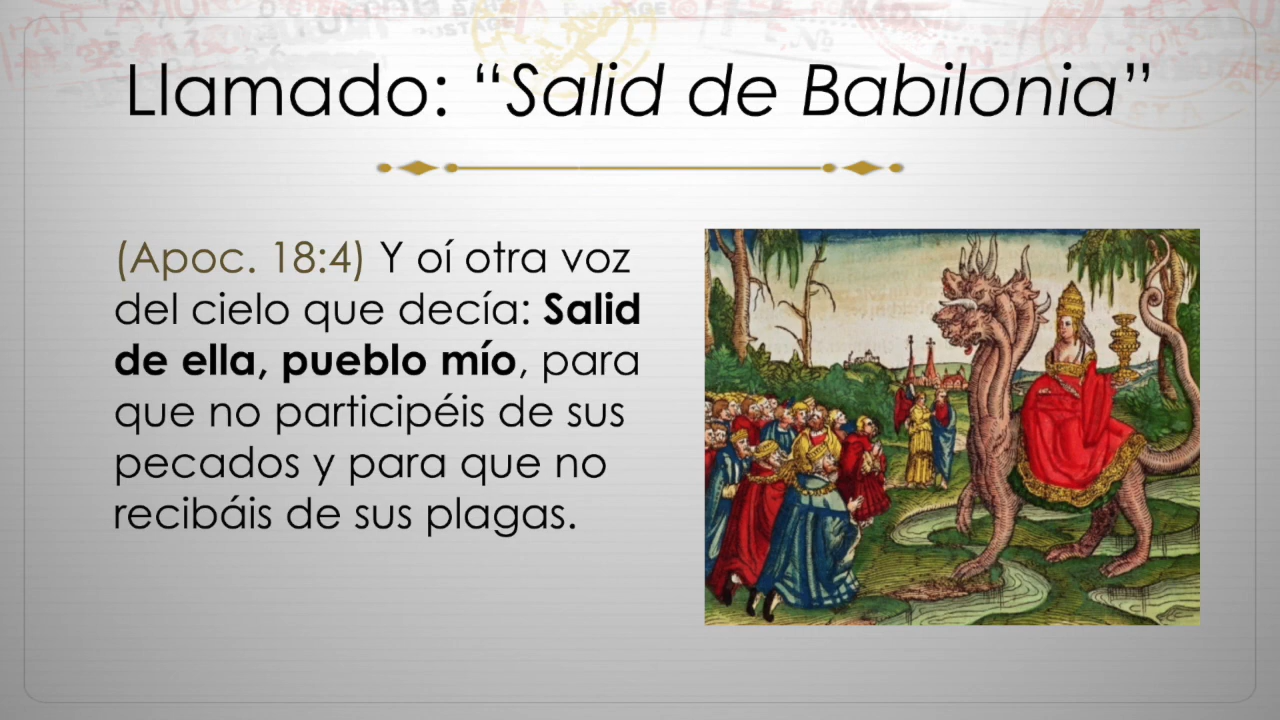 Llamado: “Salid de Babilonia”
(Apoc. 18:4) Y oí otra voz
del cielo que decía: Salid
de ella, pueblo mío, para
que no participéis de sus
pecados y para que no
recibáis de sus plagas.